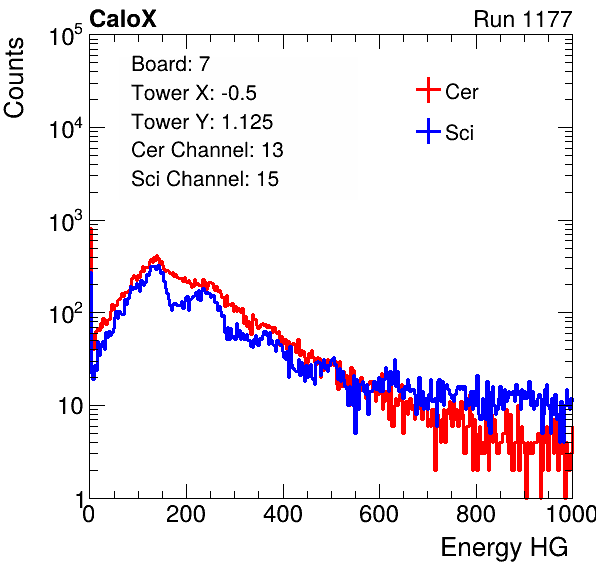 CaloX Run 1177
Counts
Board: 7
Tower X: -0.5
Tower Y: 1.125
Cer Channel: 13
Sci Channel: 15
Cer
Sci
10^5
10^4
10^3
10^2
10
1
0 200 400 600 800 1000
Energy HG